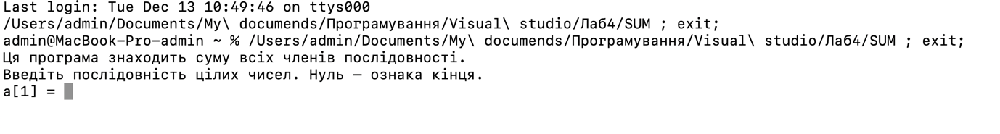 Last login: Tue Dec 13 10:49:46 on ttys000
/Users/admin/Documents/My\ documends/Програмування/Visual\ studio/Лаб4/SUM ; exit;
admin@MacBook-Pro-admin ~ % /Users/admin/Documents/My\ documends/Програмування/Visual\ studio/Лаб4/SUM ; exit;
Ця програма знаходить суму всіх членів послідовності.
Введіть послідовність цілих чисел. Нуль — ознака кінця.
a[1] =